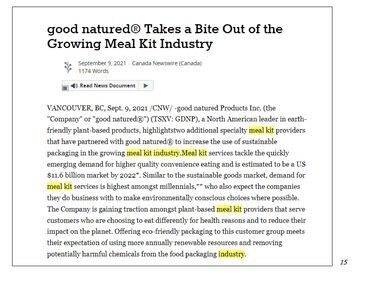 good natured® Takes a Bite Out of the
Growing Meal Kit Industry
September 9, 2021 Canada Newswire (Canada)
1174 Words
Read News Document
VANCOUVER, BC, Sept. 9, 2021 /CNW/ -good natured Products Inc. (the
"Company" or "good natured®") (TSXV: GDNP), a North American leader in earth-
friendly plant-based products, highlightstwo additional specialty meal kit providers
that have partnered with good natured® to increase the use of sustainable
packaging in the growing meal kit industry.Meal kit services tackle the quickly
emerging demand for higher quality convenience eating and is estimated to be a US
$11.6 billion market by 2022*. Similar to the sustainable goods market, demand for
meal kit services is highest amongst millennials,** who also expect the companies
they do business with to make environmentally conscious choices where possible.
The Company is gaining traction amongst plant-based meal kit providers that serve
customers who are choosing to eat differently for health reasons and to reduce their
impact on the planet. Offering eco-friendly packaging to this customer group meets
their expectation of using more annually renewable resources and removing
potentially harmful chemicals from the food packaging industry.
15